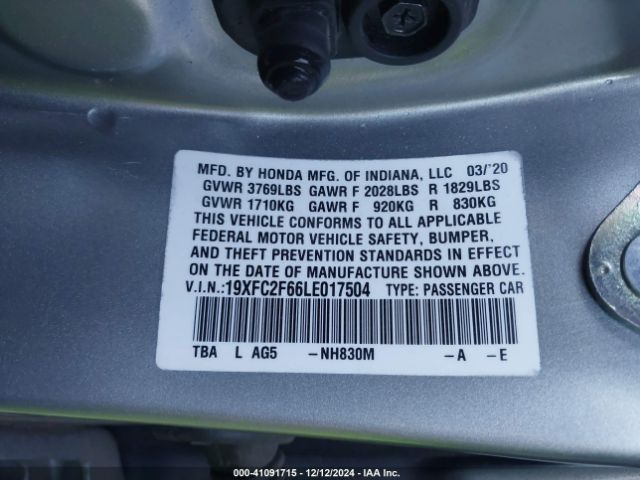 MFD. BY HONDA MFG. OF INDIANA, LLC 03/'20
GVWR 3769LBS GAWR F 2028LBS R 1829LBS
GVWR 1710KG GAWR F 920KG R 830KG
THIS VEHICLE CONFORMS TO ALL APPLICABLE
FEDERAL MOTOR VEHICLE SAFETY, BUMPER,
AND THEFT PREVENTION STANDARDS IN EFFECT
ON THE DATE OF MANUFACTURE SHOWN ABOVE.
V.I.N.:19XFC2F66LE017504 TYPE: PASSENGER CAR
TBA L AG5 -NH830M -A -E
000-41091715 - 12/12/2024 - IAA Inc.